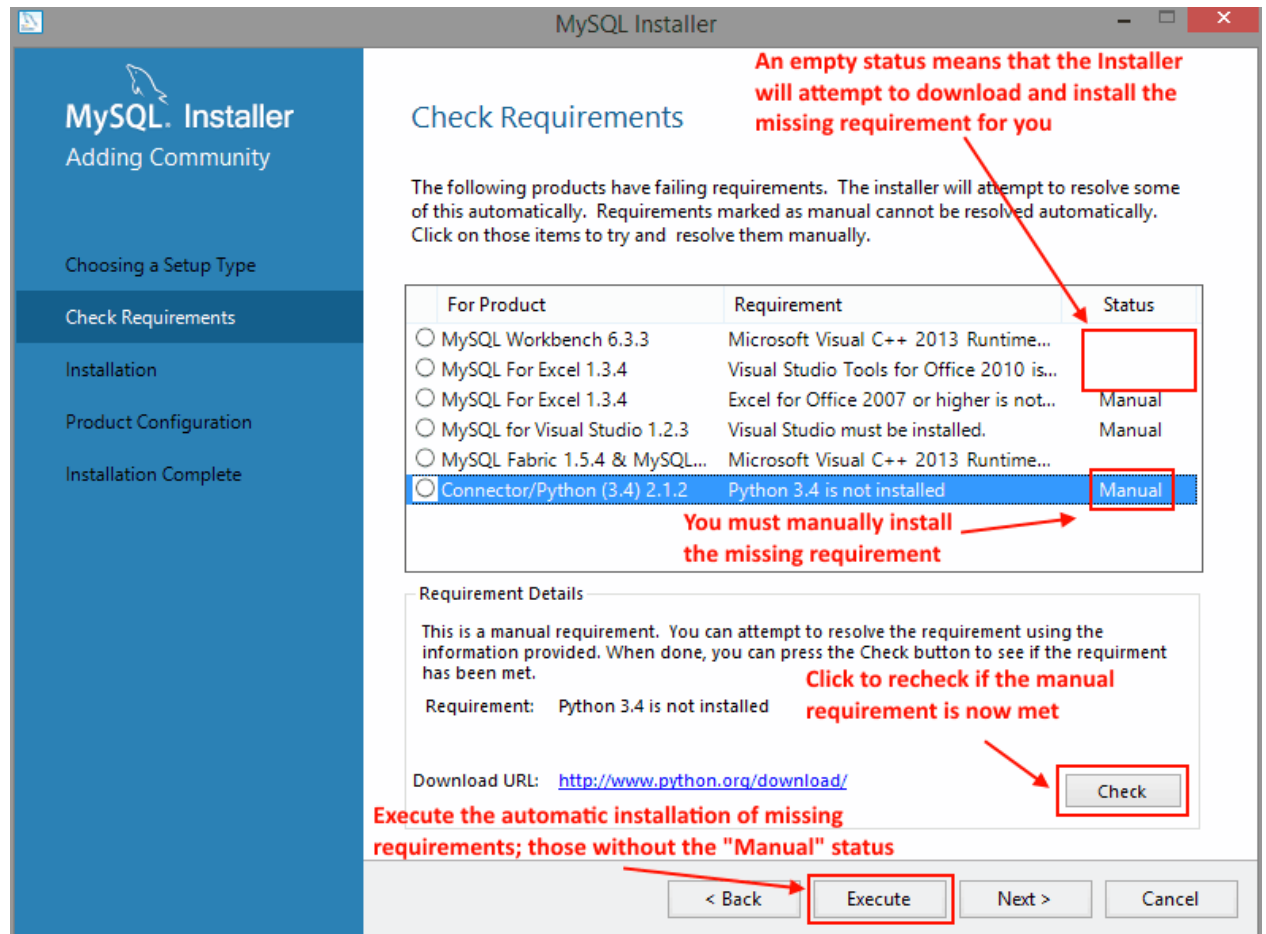 MySQL Installer
An empty status means that the Installer
will attempt to download and install the
missing requirement for you
MySQL. Installer
Adding Community
Choosing a Setup Type
Check Requirements
Installation
Product Configuration
Installation Complete
Check Requirements
The following products have failing requirements. The installer will attempt to resolve some
of this automatically. Requirements marked as manual cannot be resolved automatically.
Click on those items to try and resolve them manually.
For Product Requirement Status
MySQL Workbench 6.3.3 Microsoft Visual C++ 2013 Runtime...
MySQL For Excel 1.3.4 Visual Studio Tools for Office 2010 is...
MySQL For Excel 1.3.4 Excel for Office 2007 or higher is not... Manual
MySQL for Visual Studio 1.2.3 Visual Studio must be installed. Manual
MySQL Fabric 1.5.4 & MySQL... Microsoft Visual C++ 2013 Runtime...
Connector/Python (3.4) 2.1.2 Python 3.4 is not installed Manual
You must manually install
the missing requirement
Requirement Details
This is a manual requirement. You can attempt to resolve the requirement using the
information provided. When done, you can press the Check button to see if the requirment
has been met.
Click to recheck if the manual
requirement is now met
Requirement: Python 3.4 is not installed
Download URL: http://www.python.org/download/
Check
Execute the automatic installation of missing
requirements; those without the "Manual" status
< Back Execute Next > Cancel